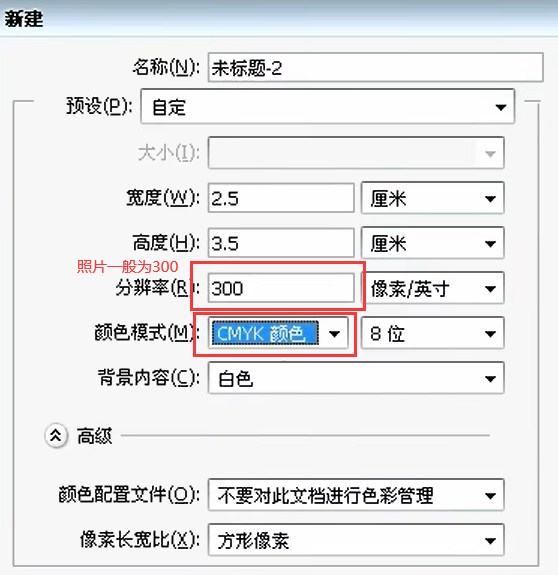 新建
名称(N): 未标题-2
预设(P): 自定
大小(I):
宽度(W): 2.5 厘米
高度(H): 3.5 厘米
照片一般为300
分辨率(R): 300 像素/英寸
颜色模式(M): CMYK 颜色 8 位
背景内容(C): 白色
高级
颜色配置文件(O): 不要对此文档进行色彩管理
像素长宽比(X): 方形像素